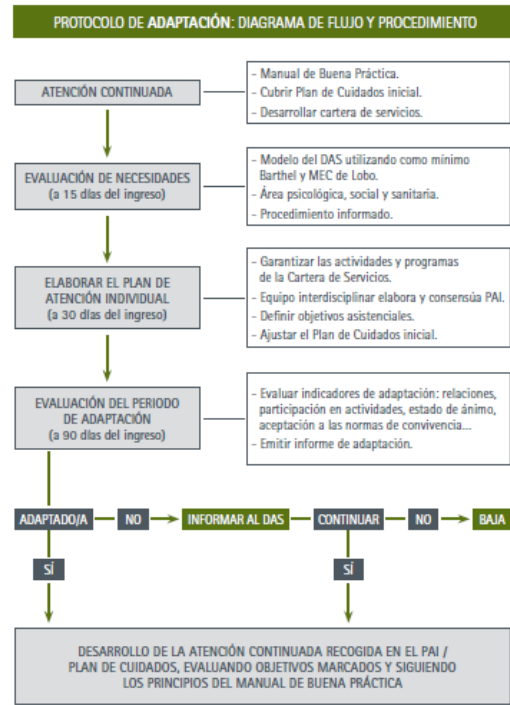 PROTOCOLO DE ADAPTACIÓN: DIAGRAMA DE FLUJO Y PROCEDIMIENTO
ATENCIÓN CONTINUADA
- Manual de Buena Práctica.
- Cubrir Plan de Cuidados inicial.
- Desarrollar cartera de servicios.
EVALUACIÓN DE NECESIDADES
(a 15 días del ingreso)
- Modelo del DAS utilizando como mínimo
Barthel y MEC de Lobo.
- Área psicológica, social y sanitaria.
- Procedimiento informado.
ELABORAR EL PLAN DE
ATENCIÓN INDIVIDUAL
(a 30 días del ingreso)
- Garantizar las actividades y programas
de la Cartera de Servicios.
- Equipo interdisciplinar elabora y consensúa PAI.
- Definir objetivos asistenciales.
- Ajustar el Plan de Cuidados inicial.
EVALUACIÓN DEL PERIODO
DE ADAPTACIÓN
(a 90 días del ingreso)
- Evaluar indicadores de adaptación: relaciones,
participación en actividades, estado de ánimo,
aceptación a las normas de convivencia...
- Emitir informe de adaptación.
ADAPTADO/A NO INFORMAR AL DAS CONTINUAR NO BAJA
SÍ SÍ
DESARROLLO DE LA ATENCIÓN CONTINUADA RECOGIDA EN EL PAI /
PLAN DE CUIDADOS, EVALUANDO OBJETIVOS MARCADOS Y SIGUIENDO
LOS PRINCIPIOS DEL MANUAL DE BUENA PRÁCTICA